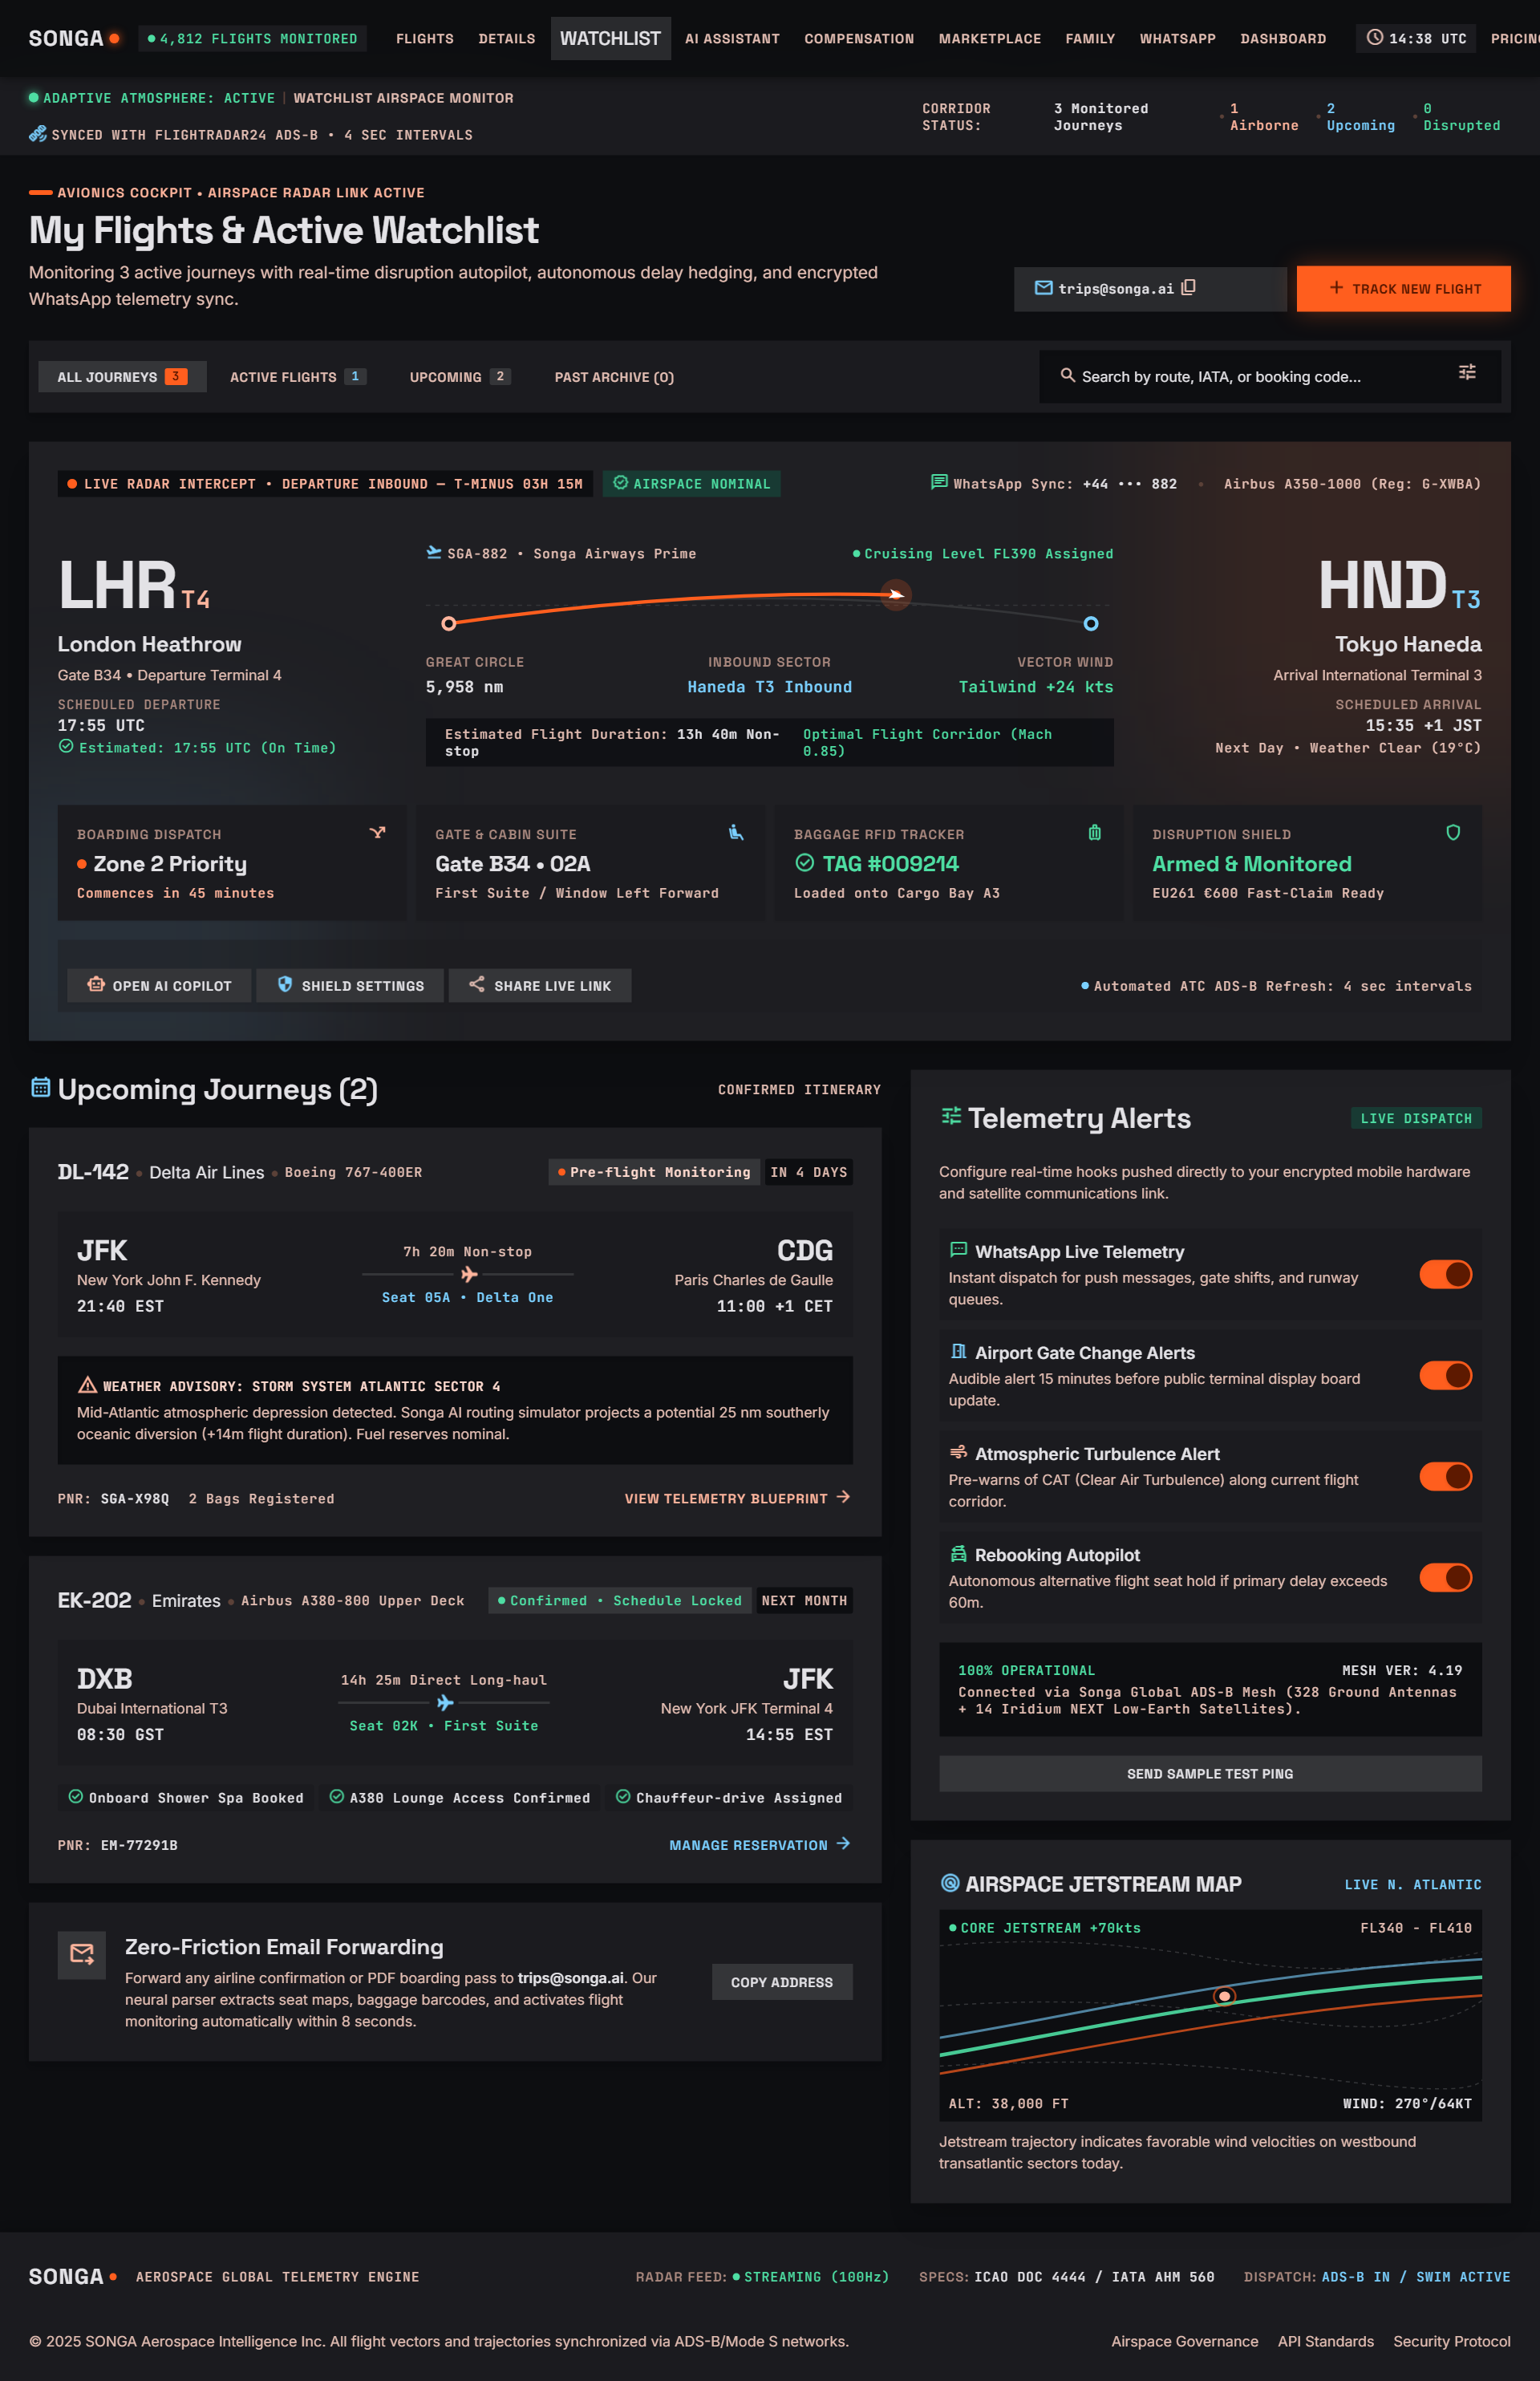 SONGA
4,812 FLIGHTS MONITORED
FLIGHTS
DETAILS
WATCHLIST
AI ASSISTANT
COMPENSATION
MARKETPLACE
FAMILY
WHATSAPP
DASHBOARD
14:38 UTC
ADAPTIVE ATMOSPHERE: ACTIVE | WATCHLIST AIRSPACE MONITOR
SYNCED WITH FLIGHTRADAR24 ADS-B • 4 SEC INTERVALS
CORRIDOR STATUS:
3 Monitored Journeys
1 Airborne
2 Upcoming
0 Disrupted
AVIONICS COCKPIT • AIRSPACE RADAR LINK ACTIVE
My Flights & Active Watchlist
Monitoring 3 active journeys with real-time disruption autopilot, autonomous delay hedging, and encrypted
WhatsApp telemetry sync.
trips@songa.ai
TRACK NEW FLIGHT
ALL JOURNEYS 3
ACTIVE FLIGHTS 1
UPCOMING 2
PAST ARCHIVE (0)
Search by route, IATA, or booking code...
LIVE RADAR INTERCEPT • DEPARTURE INBOUND — T-MINUS 03H 15M
AIRSPACE NOMINAL
WhatsApp Sync: +44 ••• 882 • Airbus A350-1000 (Reg: G-XWBA)
LHR T4
London Heathrow
Gate B34 • Departure Terminal 4
SCHEDULED DEPARTURE
17:55 UTC
Estimated: 17:55 UTC (On Time)
SGA-882 • Songa Airways Prime
Cruising Level FL390 Assigned
GREAT CIRCLE
5,958 nm
INBOUND SECTOR
Haneda T3 Inbound
VECTOR WIND
Tailwind +24 kts
Estimated Flight Duration: 13h 40m Non-
stop
Optimal Flight Corridor (Mach
0.85)
HND T3
Tokyo Haneda
Arrival International Terminal 3
SCHEDULED ARRIVAL
15:35 +1 JST
Next Day • Weather Clear (19°C)
BOARDING DISPATCH
Zone 2 Priority
Commences in 45 minutes
GATE & CABIN SUITE
Gate B34 • 02A
First Suite / Window Left Forward
BAGGAGE RFID TRACKER
TAG #009214
Loaded onto Cargo Bay A3
DISRUPTION SHIELD
Armed & Monitored
EU261 €600 Fast-Claim Ready
OPEN AI COPILOT
SHIELD SETTINGS
SHARE LIVE LINK
Automated ATC ADS-B Refresh: 4 sec intervals
Upcoming Journeys (2)
CONFIRMED ITINERARY
DL-142 • Delta Air Lines • Boeing 767-400ER
Pre-flight Monitoring
IN 4 DAYS
JFK
New York John F. Kennedy
21:40 EST
7h 20m Non-stop
Seat 05A • Delta One
CDG
Paris Charles de Gaulle
11:00 +1 CET
WEATHER ADVISORY: STORM SYSTEM ATLANTIC SECTOR 4
Mid-Atlantic atmospheric depression detected. Songa AI routing simulator projects a potential 25 nm southerly
oceanic diversion (+14m flight duration). Fuel reserves nominal.
PNR: SGA-X98Q
2 Bags Registered
VIEW TELEMETRY BLUEPRINT
EK-202 • Emirates • Airbus A380-800 Upper Deck
Confirmed • Schedule Locked
NEXT MONTH
DXB
Dubai International T3
08:30 GST
14h 25m Direct Long-haul
Seat 02K • First Suite
JFK
New York JFK Terminal 4
14:55 EST
Onboard Shower Spa Booked
A380 Lounge Access Confirmed
Chauffeur-drive Assigned
PNR: EM-77291B
MANAGE RESERVATION
Zero-Friction Email Forwarding
Forward any airline confirmation or PDF boarding pass to trips@songa.ai. Our
neural parser extracts seat maps, baggage barcodes, and activates flight
monitoring automatically within 8 seconds.
COPY ADDRESS
Telemetry Alerts
LIVE DISPATCH
Configure real-time hooks pushed directly to your encrypted mobile hardware
and satellite communications link.
WhatsApp Live Telemetry
Instant dispatch for push messages, gate shifts, and runway
queues.
Airport Gate Change Alerts
Audible alert 15 minutes before public terminal display board
update.
Atmospheric Turbulence Alert
Pre-warns of CAT (Clear Air Turbulence) along current flight
corridor.
Rebooking Autopilot
Autonomous alternative flight seat hold if primary delay exceeds
60m.
100% OPERATIONAL
MESH VER: 4.19
Connected via Songa Global ADS-B Mesh (328 Ground Antennas
+ 14 Iridium NEXT Low-Earth Satellites).
SEND SAMPLE TEST PING
AIRSPACE JETSTREAM MAP
LIVE N. ATLANTIC
CORE JETSTREAM +70kts
FL340 - FL410
ALT: 38,000 FT
WIND: 270°/64KT
Jetstream trajectory indicates favorable wind velocities on westbound
transatlantic sectors today.
SONGA
AEROSPACE GLOBAL TELEMETRY ENGINE
RADAR FEED: STREAMING (100Hz)
SPECS: ICAO DOC 4444 / IATA AHM 560
DISPATCH: ADS-B IN / SWIM ACTIVE
© 2025 SONGA Aerospace Intelligence Inc. All flight vectors and trajectories synchronized via ADS-B/Mode S networks.
Airspace Governance
API Standards
Security Protocol